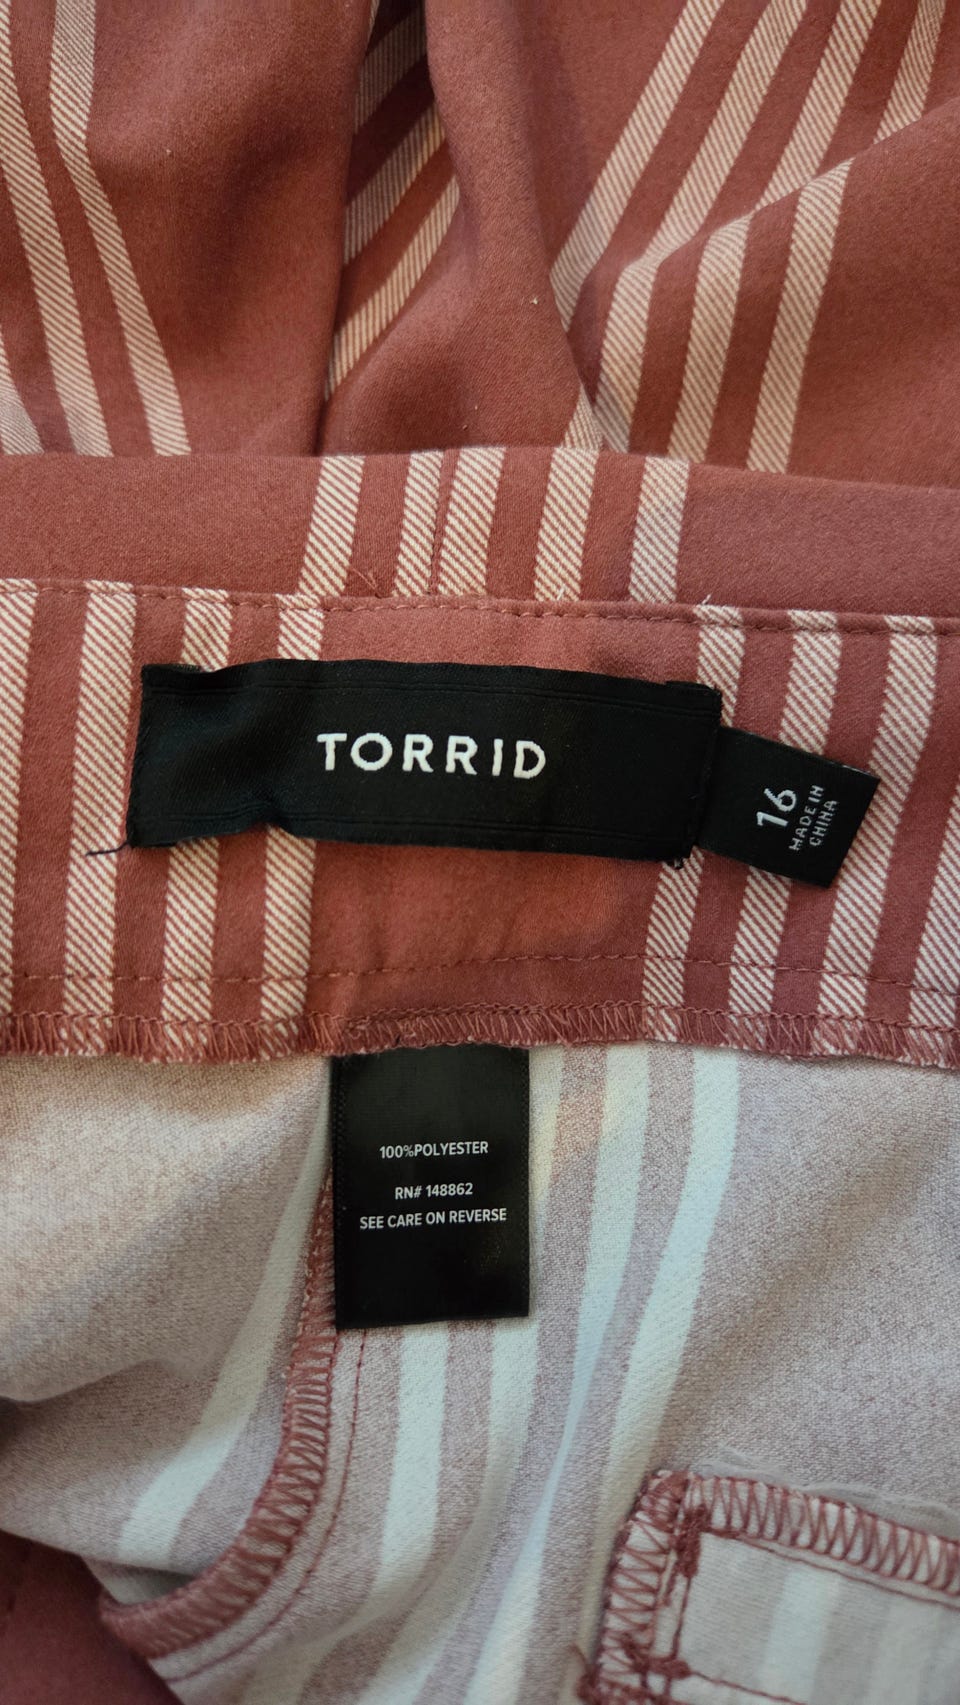 TORRID
16
MADE IN
CHINA
100%POLYESTER
RN# 148862
SEE CARE ON REVERSE